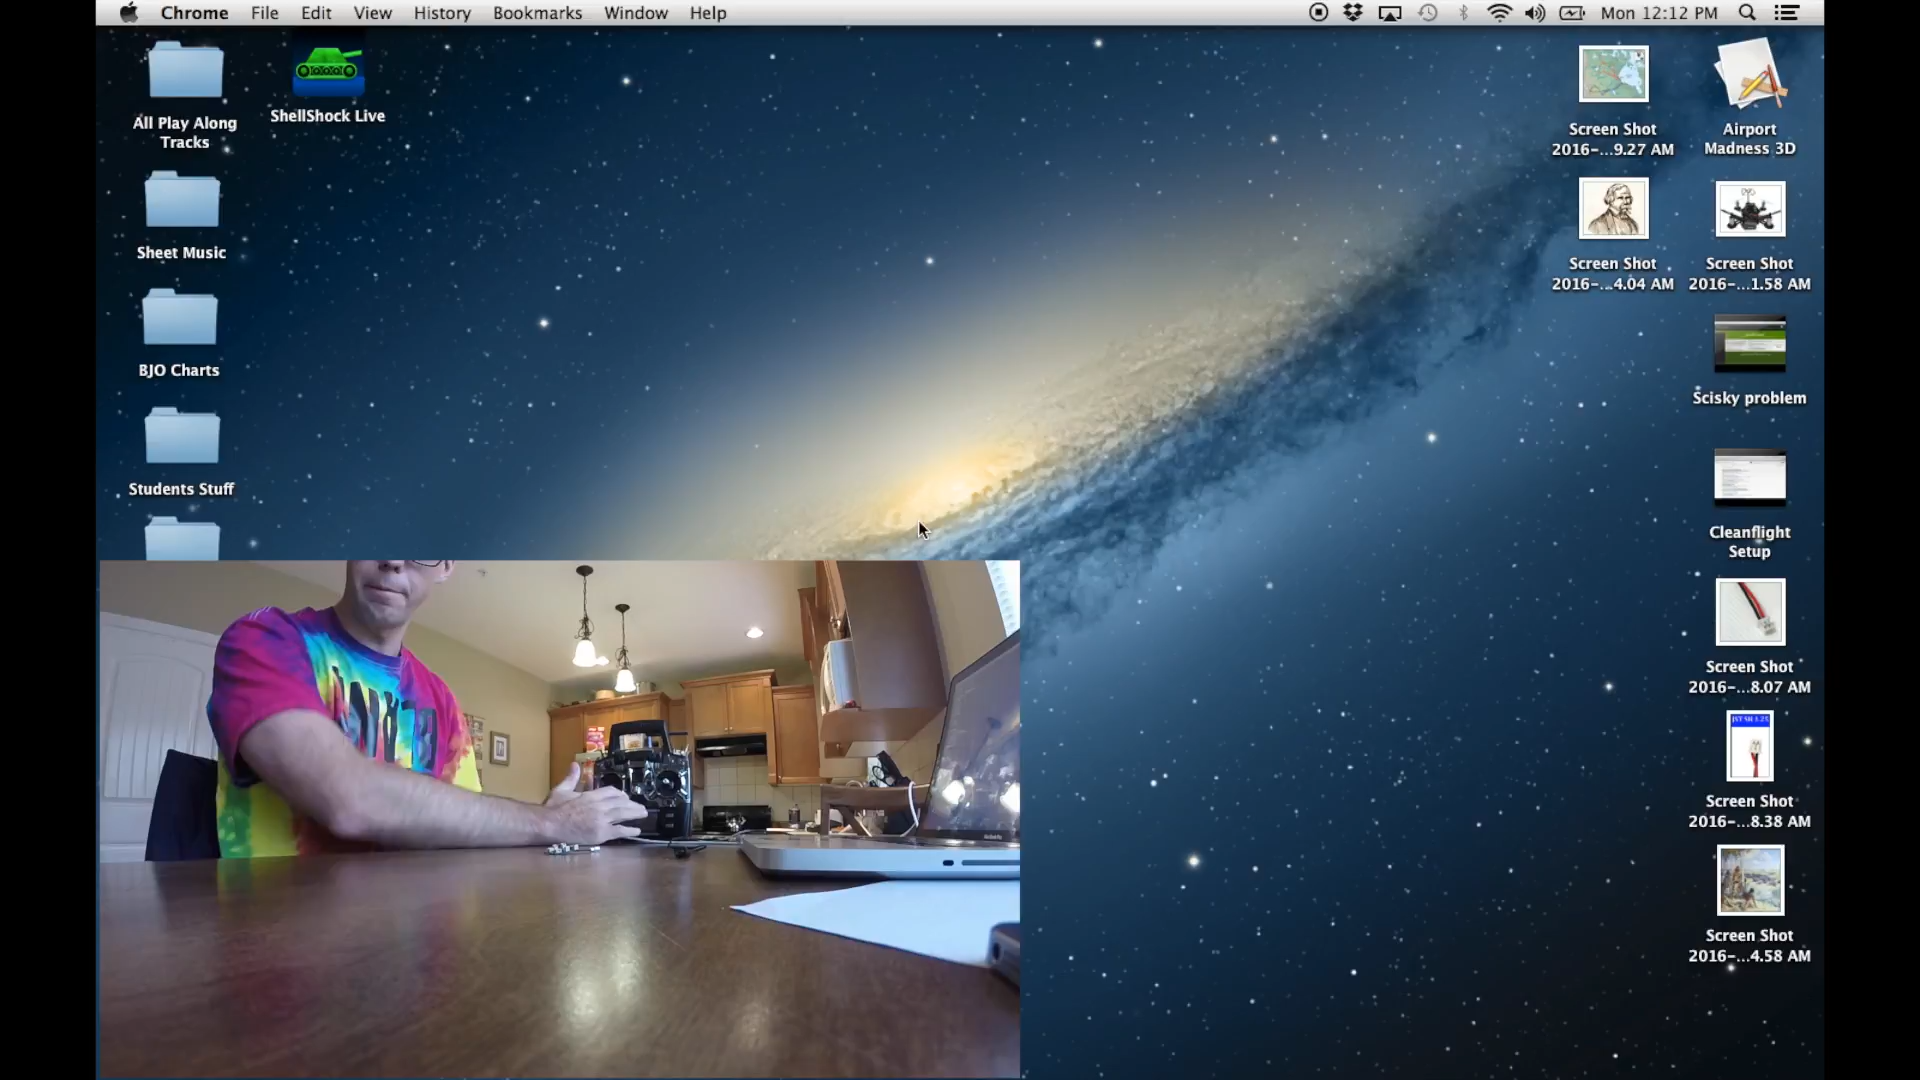 Chrome File Edit View History Bookmarks Window Help
Mon 12:12 PM
All Play Along
Tracks
ShellShock Live
Sheet Music
BJO Charts
Students Stuff
Screen Shot
2016-...9.27 AM
Airport
Madness 3D
Screen Shot
2016-...4.04 AM
Screen Shot
2016-...1.58 AM
Scisky problem
Cleanflight
Setup
Screen Shot
2016-...8.07 AM
Screen Shot
2016-...8.38 AM
Screen Shot
2016-...4.58 AM